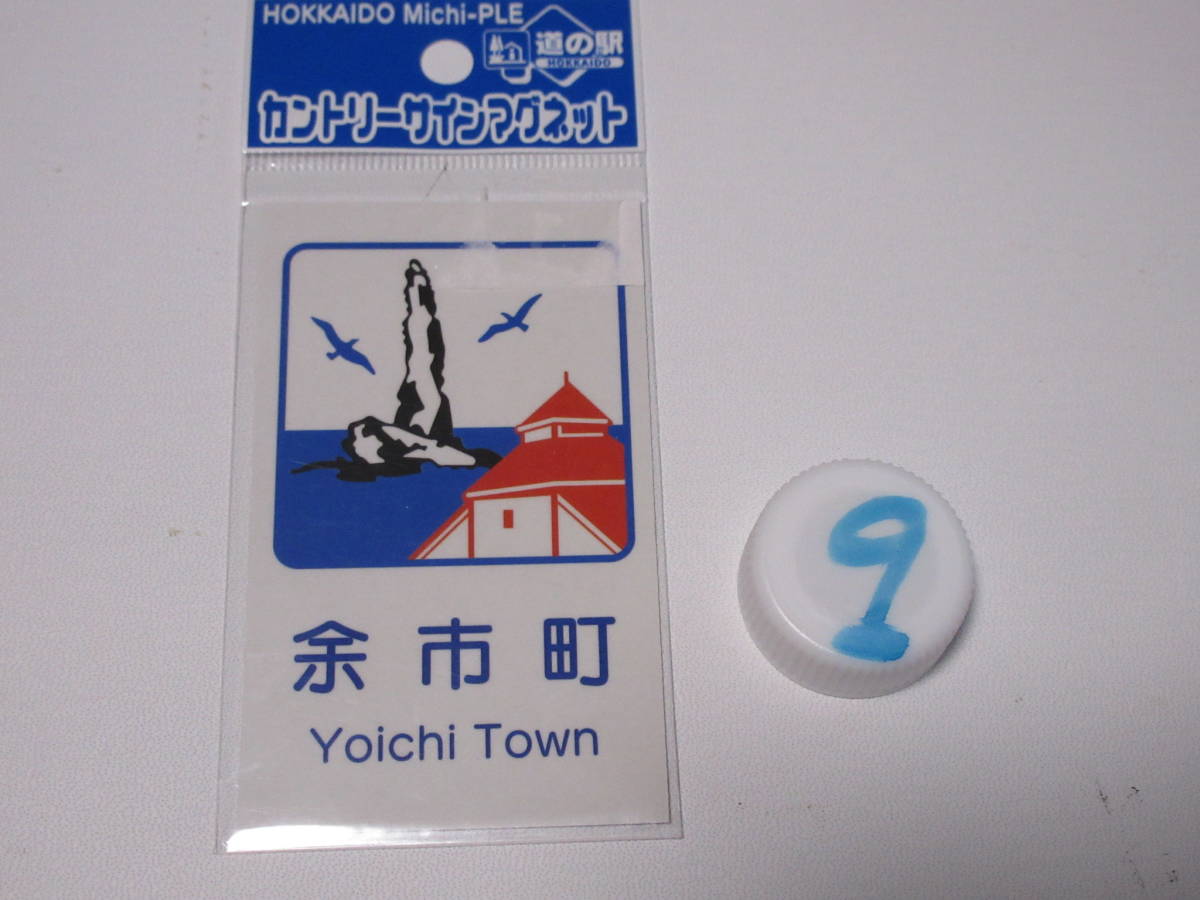 HOKKAIDO Michi-PLE
道の駅
HOKKAIDO
カントリーサインマグネット
余市町
Yoichi Town
9